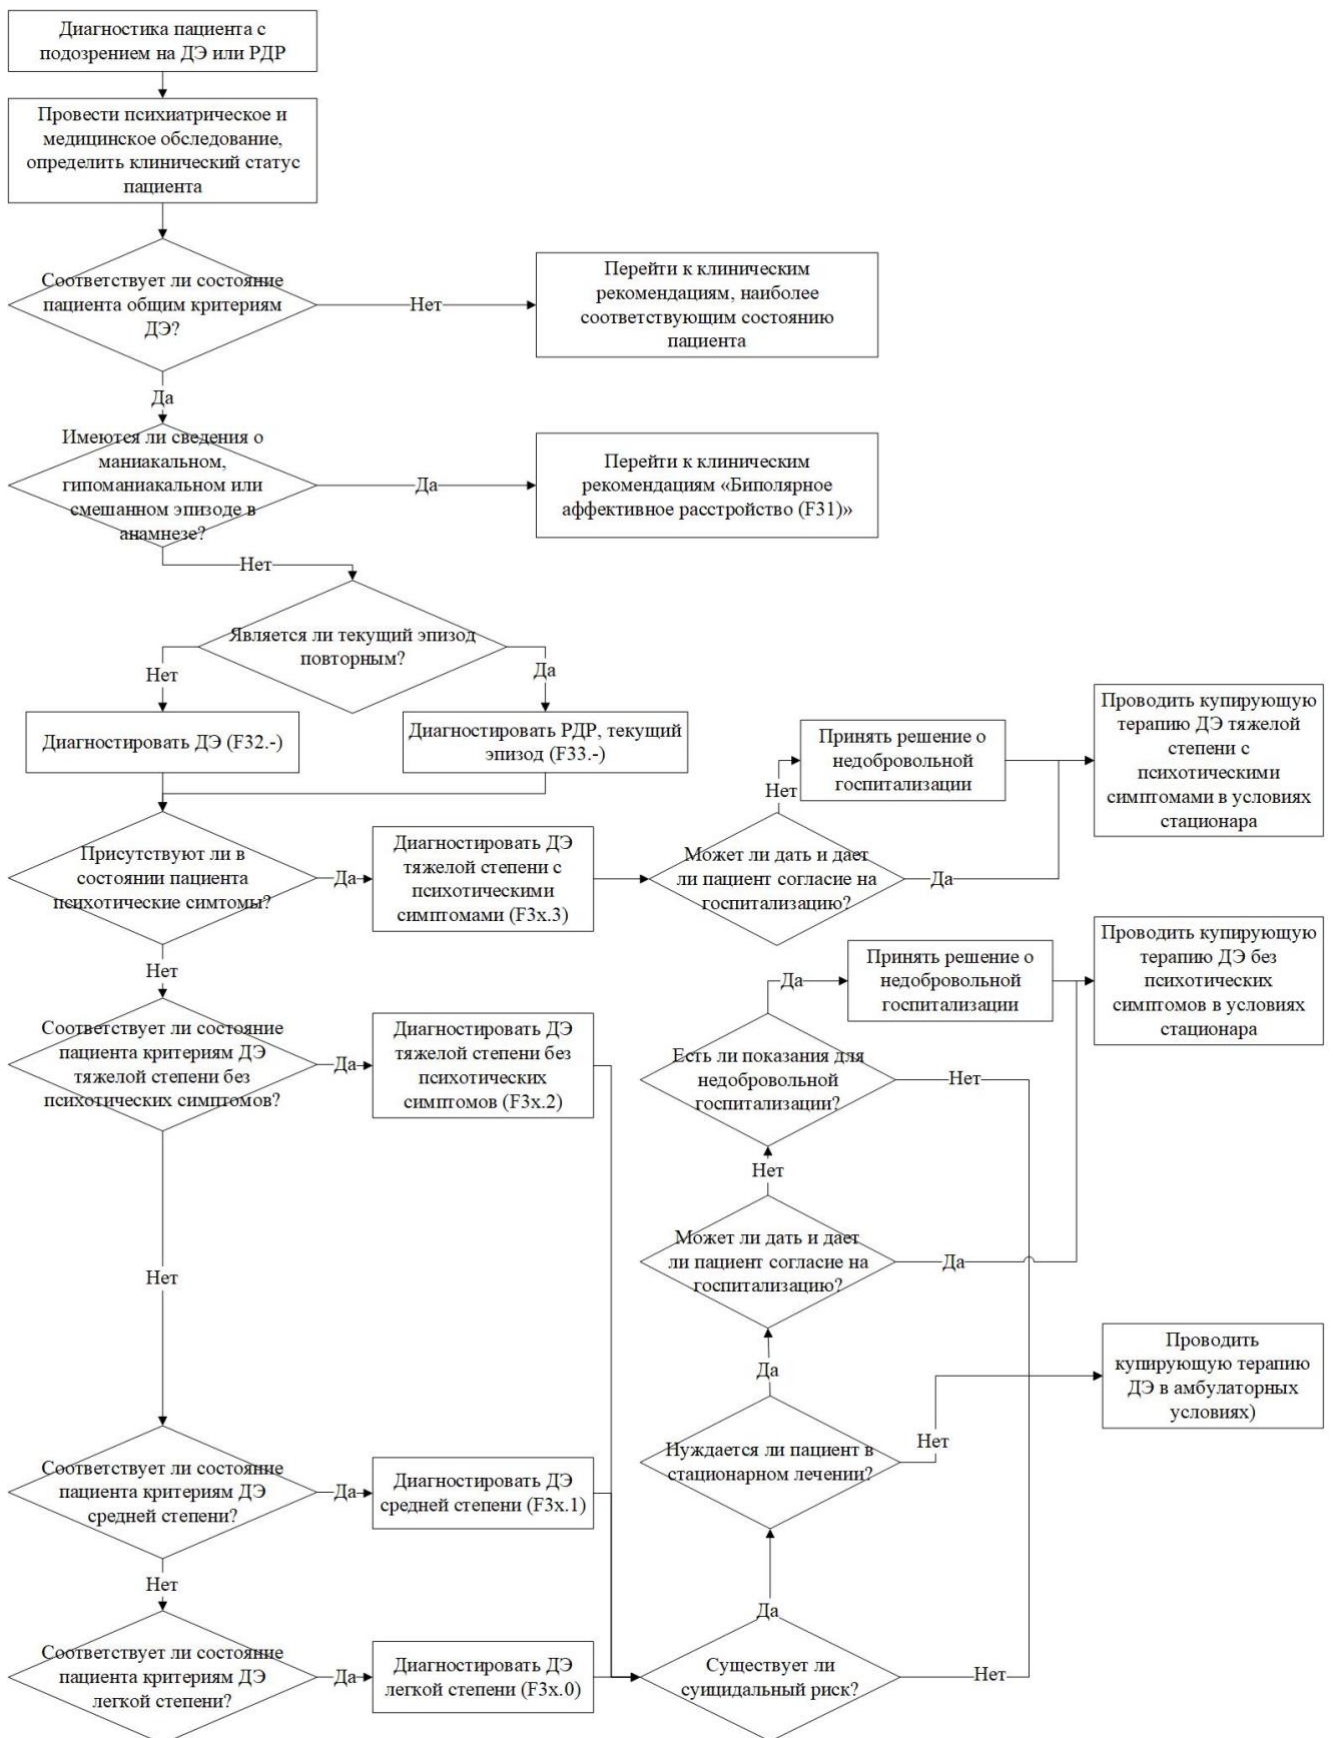 Диагностика пациента с
подозрением на ДЭ или РДР
Провести психиатрическое и
медицинское обследование,
определить клинический статус
пациента
Соответствует ли состояние
пациента общим критериям
ДЭ?
Нет
Перейти к клиническим
рекомендациям, наиболее
соответствующим состоянию
пациента
Да
Имеются ли сведения о
маниакальном,
гипоманиакальном или
смешанном эпизоде в
анамнезе?
Да
Перейти к клиническим
рекомендациям «Биполярное
аффективное расстройство (F31)»
Нет
Является ли текущий эпизод
повторным?
Нет
Да
Диагностировать ДЭ (F32.-)
Диагностировать РДР, текущий
эпизод (F33.-)
Присутствуют ли в
состоянии пациента
психотические симтомы?
Да
Диагностировать ДЭ
тяжелой степени с
психотическими
симптомами (F3x.3)
Может ли дать и дает
ли пациент согласие на
госпитализацию?
Нет
Принять решение о
недобровольной
госпитализации
Да
Проводить купирующую
терапию ДЭ тяжелой
степени с
психотическими
симптомами в условиях
стационара
Нет
Соответствует ли состояние
пациента критериям ДЭ
тяжелой степени без
психотических симптомов?
Да
Диагностировать ДЭ
тяжелой степени без
психотических
симптомов (F3x.2)
Да
Принять решение о
недобровольной
госпитализации
Проводить купирующую
терапию ДЭ без
психотических
симптомов в условиях
стационара
Есть ли показания для
недобровольной
госпитализации?
Нет
Нет
Может ли дать и дает
ли пациент согласие на
госпитализацию?
Да
Нет
Да
Проводить
купирующую терапию
ДЭ в амбулаторных
условиях)
Нуждается ли пациент в
стационарном лечении?
Нет
Соответствует ли состояние
пациента критериям ДЭ
средней степени?
Да
Диагностировать ДЭ
средней степени (F3x.1)
Нет
Да
Соответствует ли состояние
пациента критериям ДЭ
легкой степени?
Да
Диагностировать ДЭ
легкой степени (F3x.0)
Существует ли
суицидальный риск?
Нет